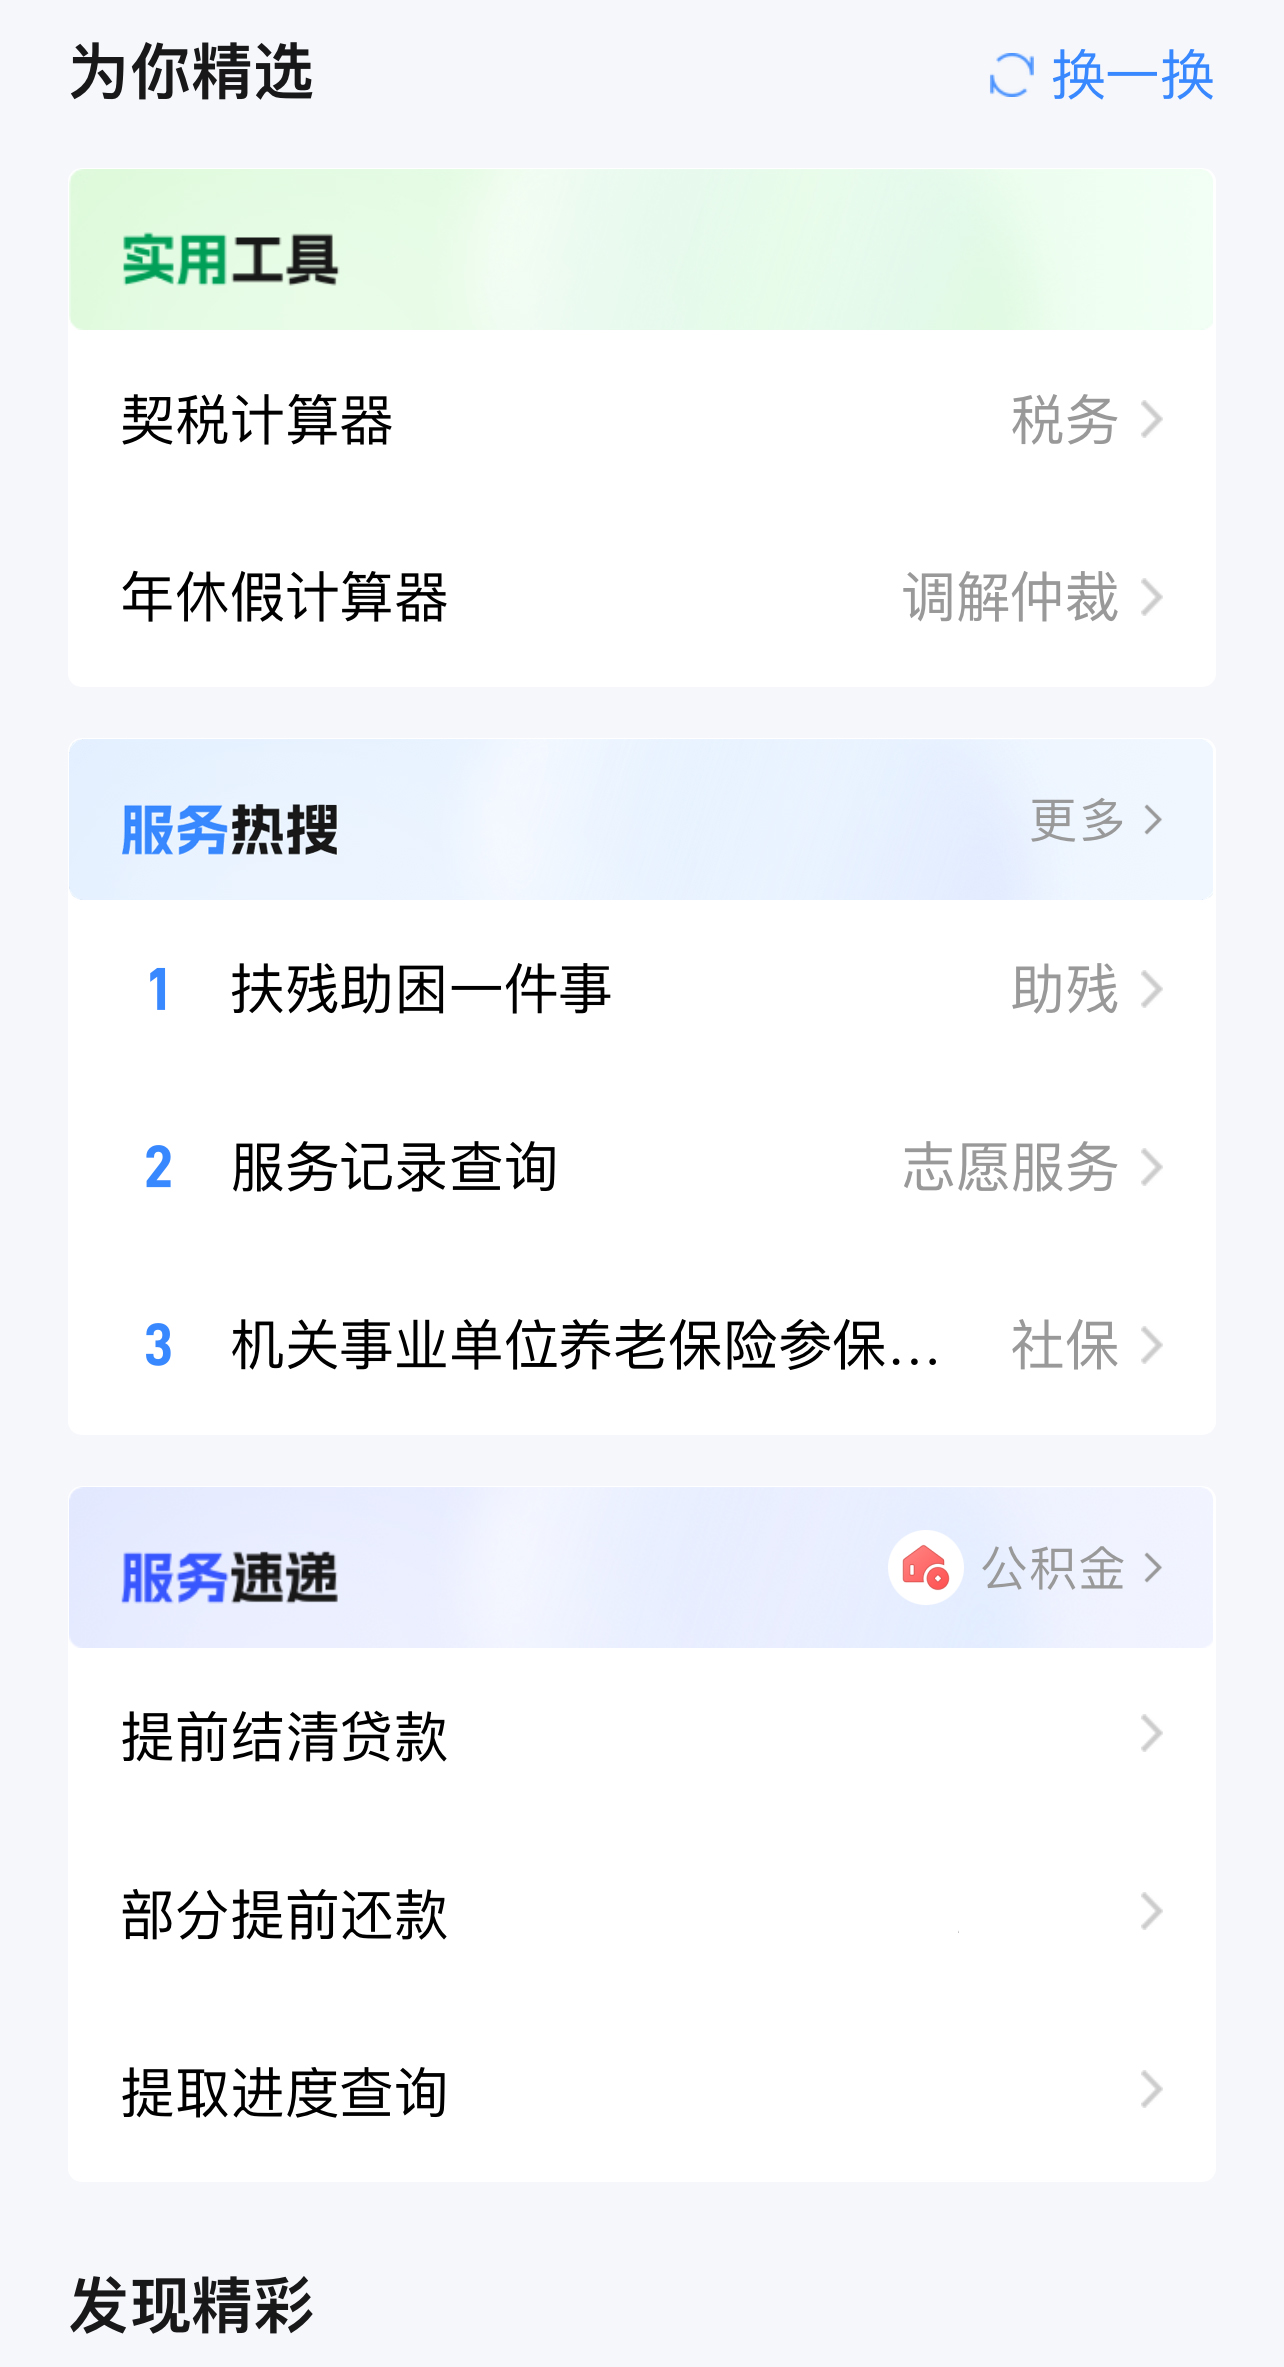 为你精选 换一换
实用工具
契税计算器 税务
年休假计算器 调解仲裁
服务热搜 更多
1 扶残助困一件事 助残
2 服务记录查询 志愿服务
3 机关事业单位养老保险参保... 社保
服务速递 公积金
提前结清贷款
部分提前还款
提取进度查询
发现精彩